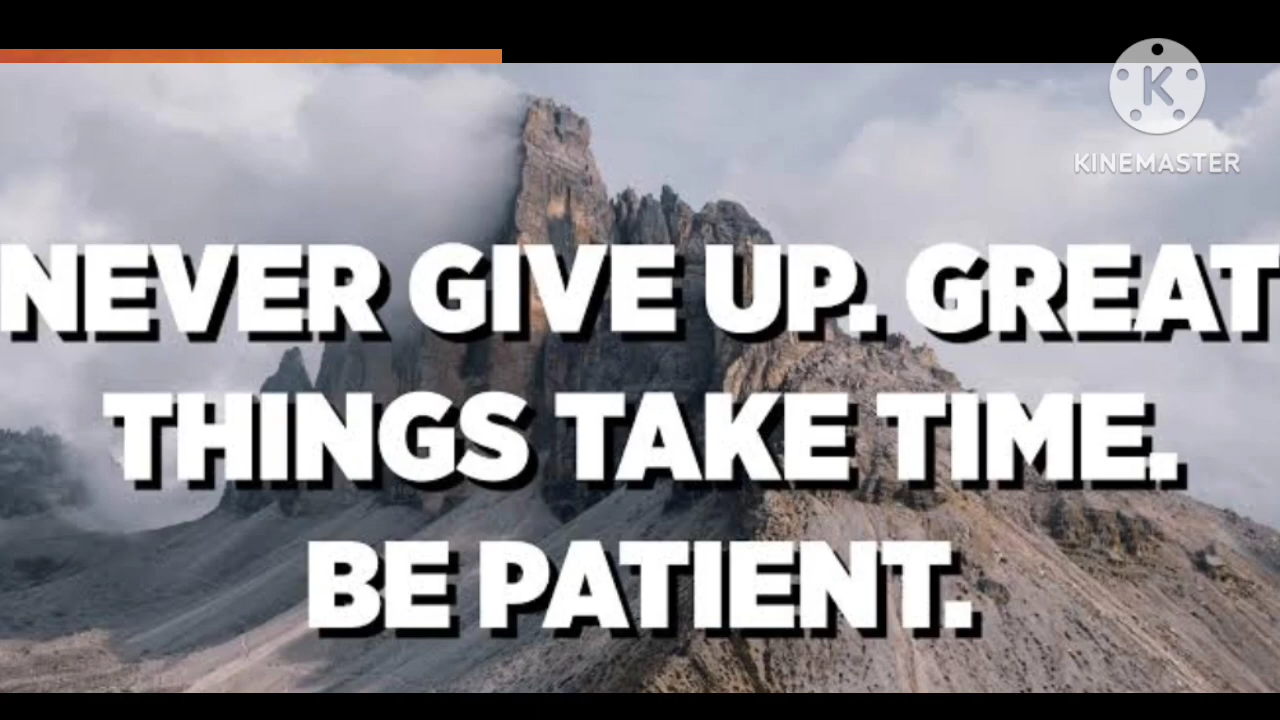 K
KINEMASTER
NEVER GIVE UP. GREAT
THINGS TAKE TIME.
BE PATIENT.